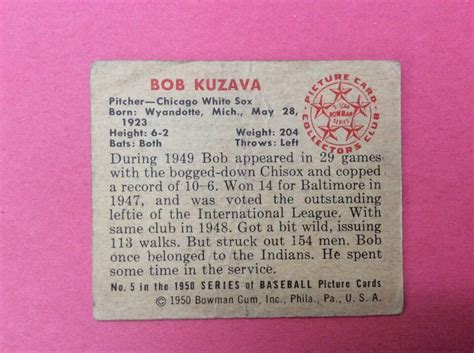 BOB KUZAVA
Pitcher—Chicago White Sox
Born: Wyandotte, Mich., May 28,
1923
Height: 6-2 Weight: 204
Bats: Both Throws: Left
PICTURE CARD
COLLECTORS CLUB
5-STAR
BOWMAN
SERIES
During 1949 Bob appeared in 29 games
with the bogged-down Chisox and copped
a record of 10-6. Won 14 for Baltimore in
1947, and was voted the outstanding
leftie of the International League. With
same club in 1948. Got a bit wild, issuing
113 walks. But struck out 154 men. Bob
once belonged to the Indians. He spent
some time in the service.
No. 5 in the 1950 SERIES of BASEBALL Picture Cards
© 1950 Bowman Gum, Inc., Phila., Pa., U. S. A.